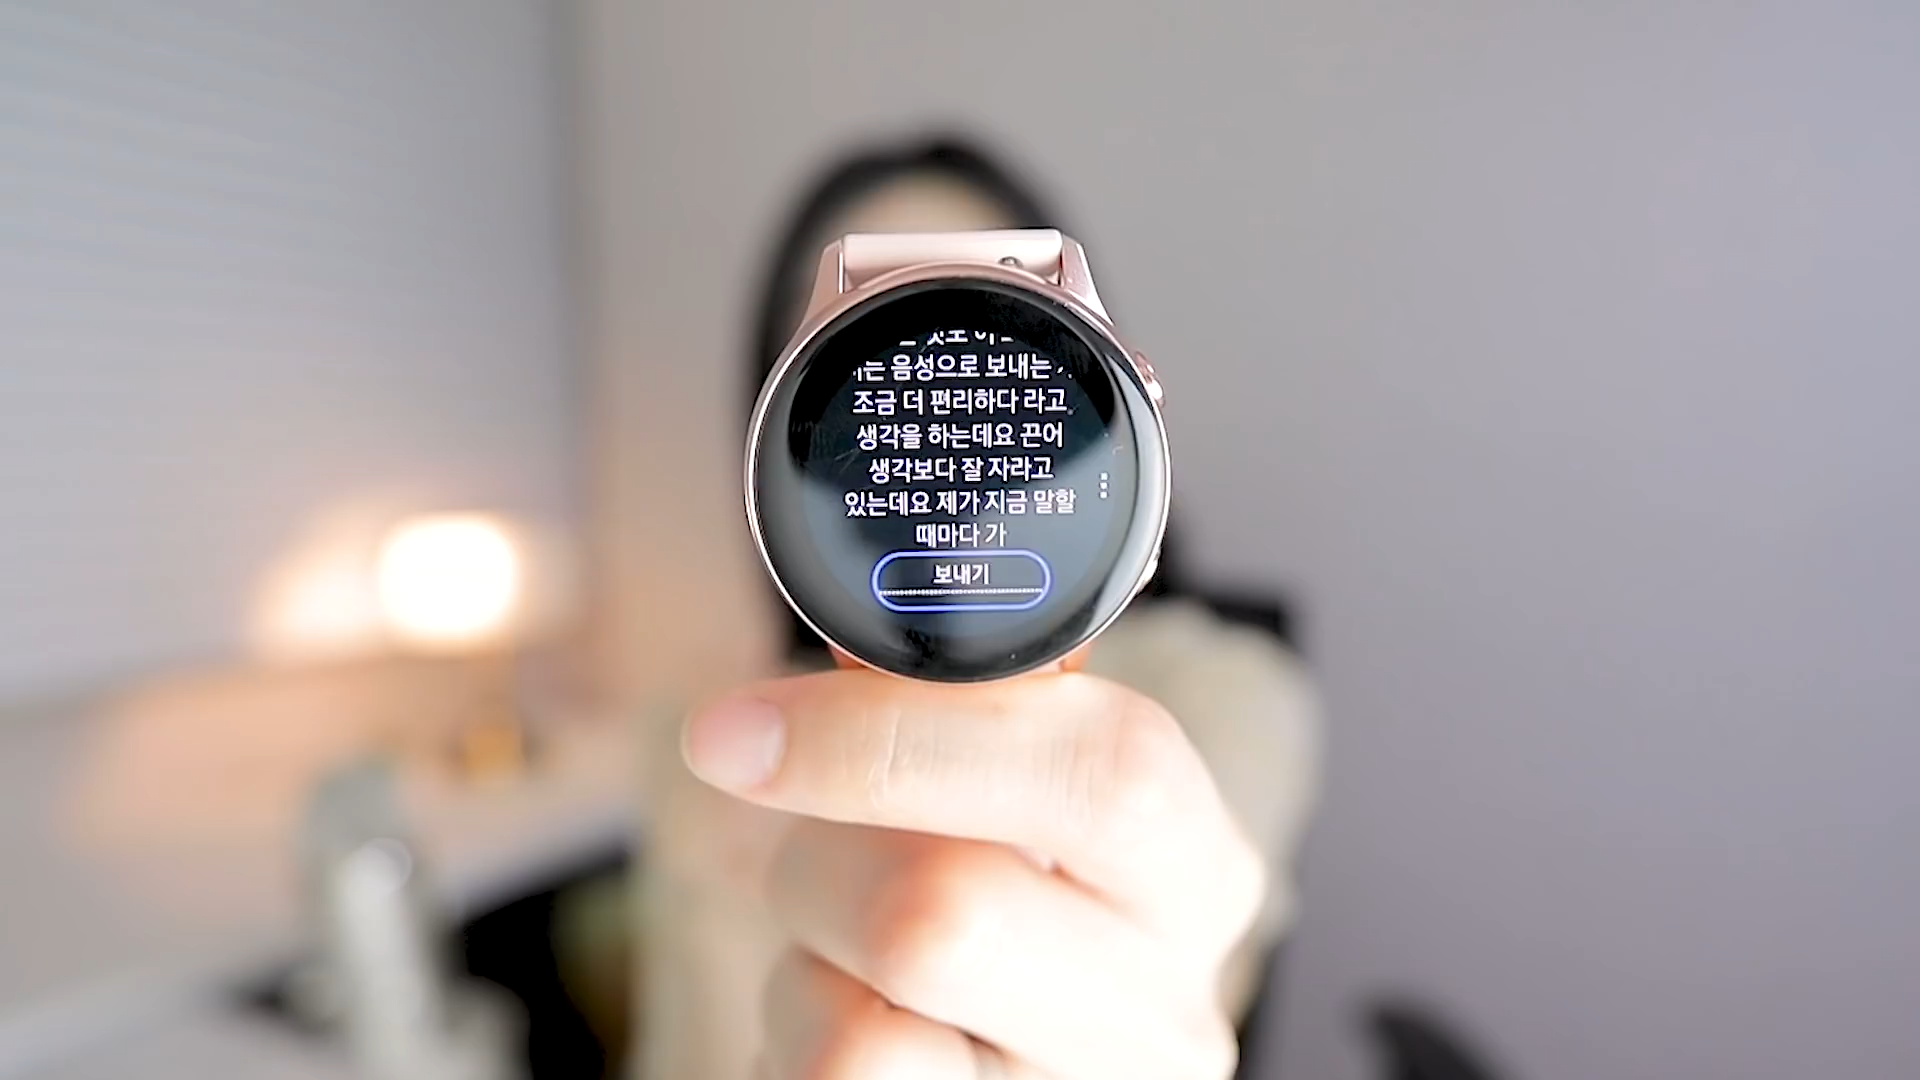 음성으로 보내는
조금 더 편리하다 라고
생각을 하는데요 끈어
생각보다 잘 자라고
있는데요 제가 지금 말할
때마다 가
보내기